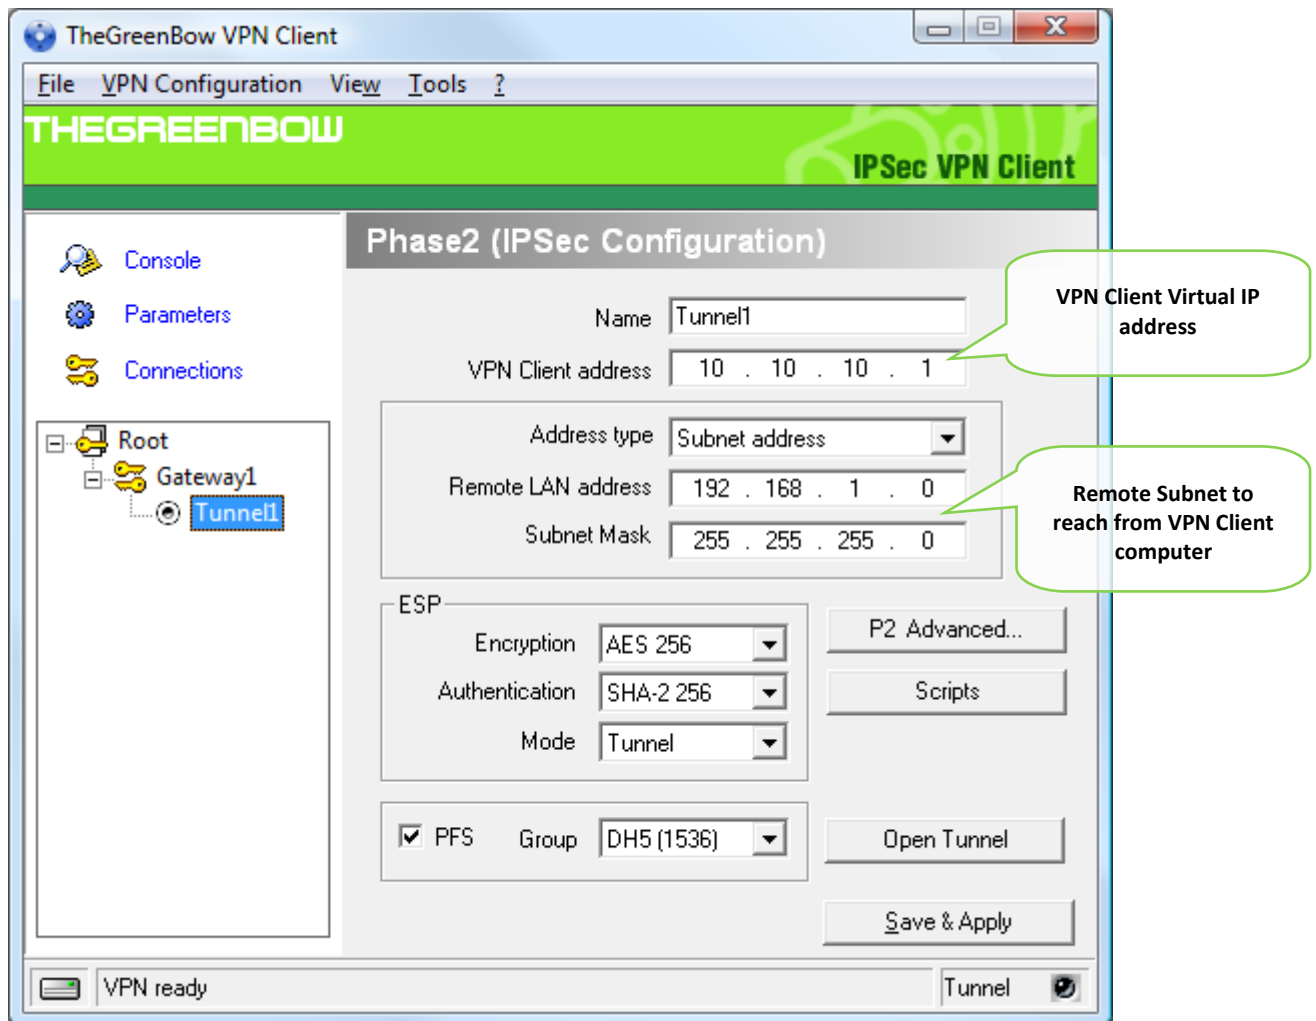 TheGreenBow VPN Client
File VPN Configuration View Tools ?
THEGREENBOW
IPSec VPN Client
Console
Parameters
Connections
Root
Gateway1
Tunnel1
Phase2 (IPSec Configuration)
Name Tunnel1
VPN Client address 10 . 10 . 10 . 1
VPN Client Virtual IP
address
Address type Subnet address
Remote LAN address 192 . 168 . 1 . 0
Subnet Mask 255 . 255 . 255 . 0
Remote Subnet to
reach from VPN Client
computer
ESP
Encryption AES 256
Authentication SHA-2 256
Mode Tunnel
P2 Advanced...
Scripts
PFS Group DH5 (1536)
Open Tunnel
Save & Apply
VPN ready
Tunnel